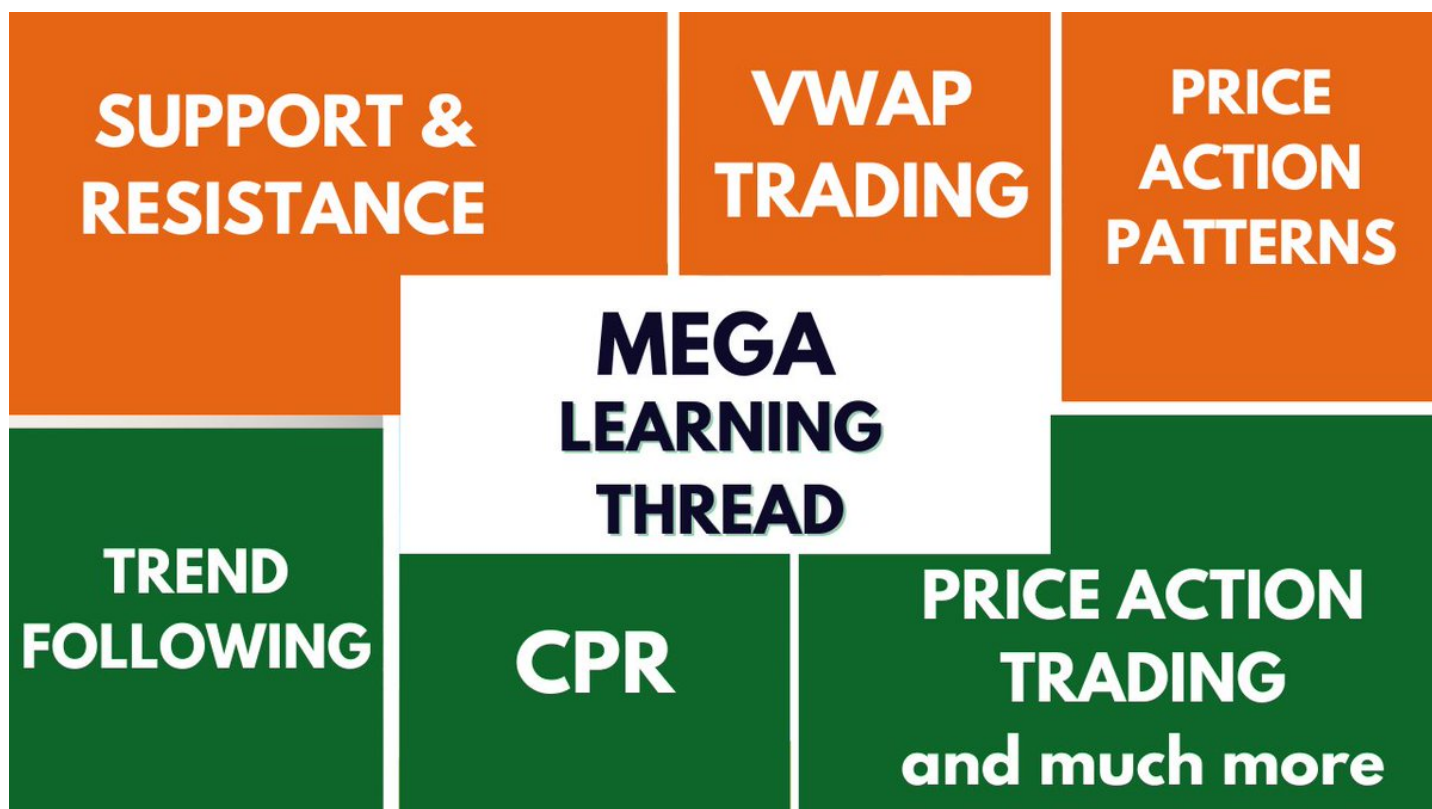 SUPPORT &
RESISTANCE
VWAP
TRADING
PRICE
ACTION
PATTERNS
MEGA
LEARNING
THREAD
TREND
FOLLOWING
CPR
PRICE ACTION
TRADING
and much more